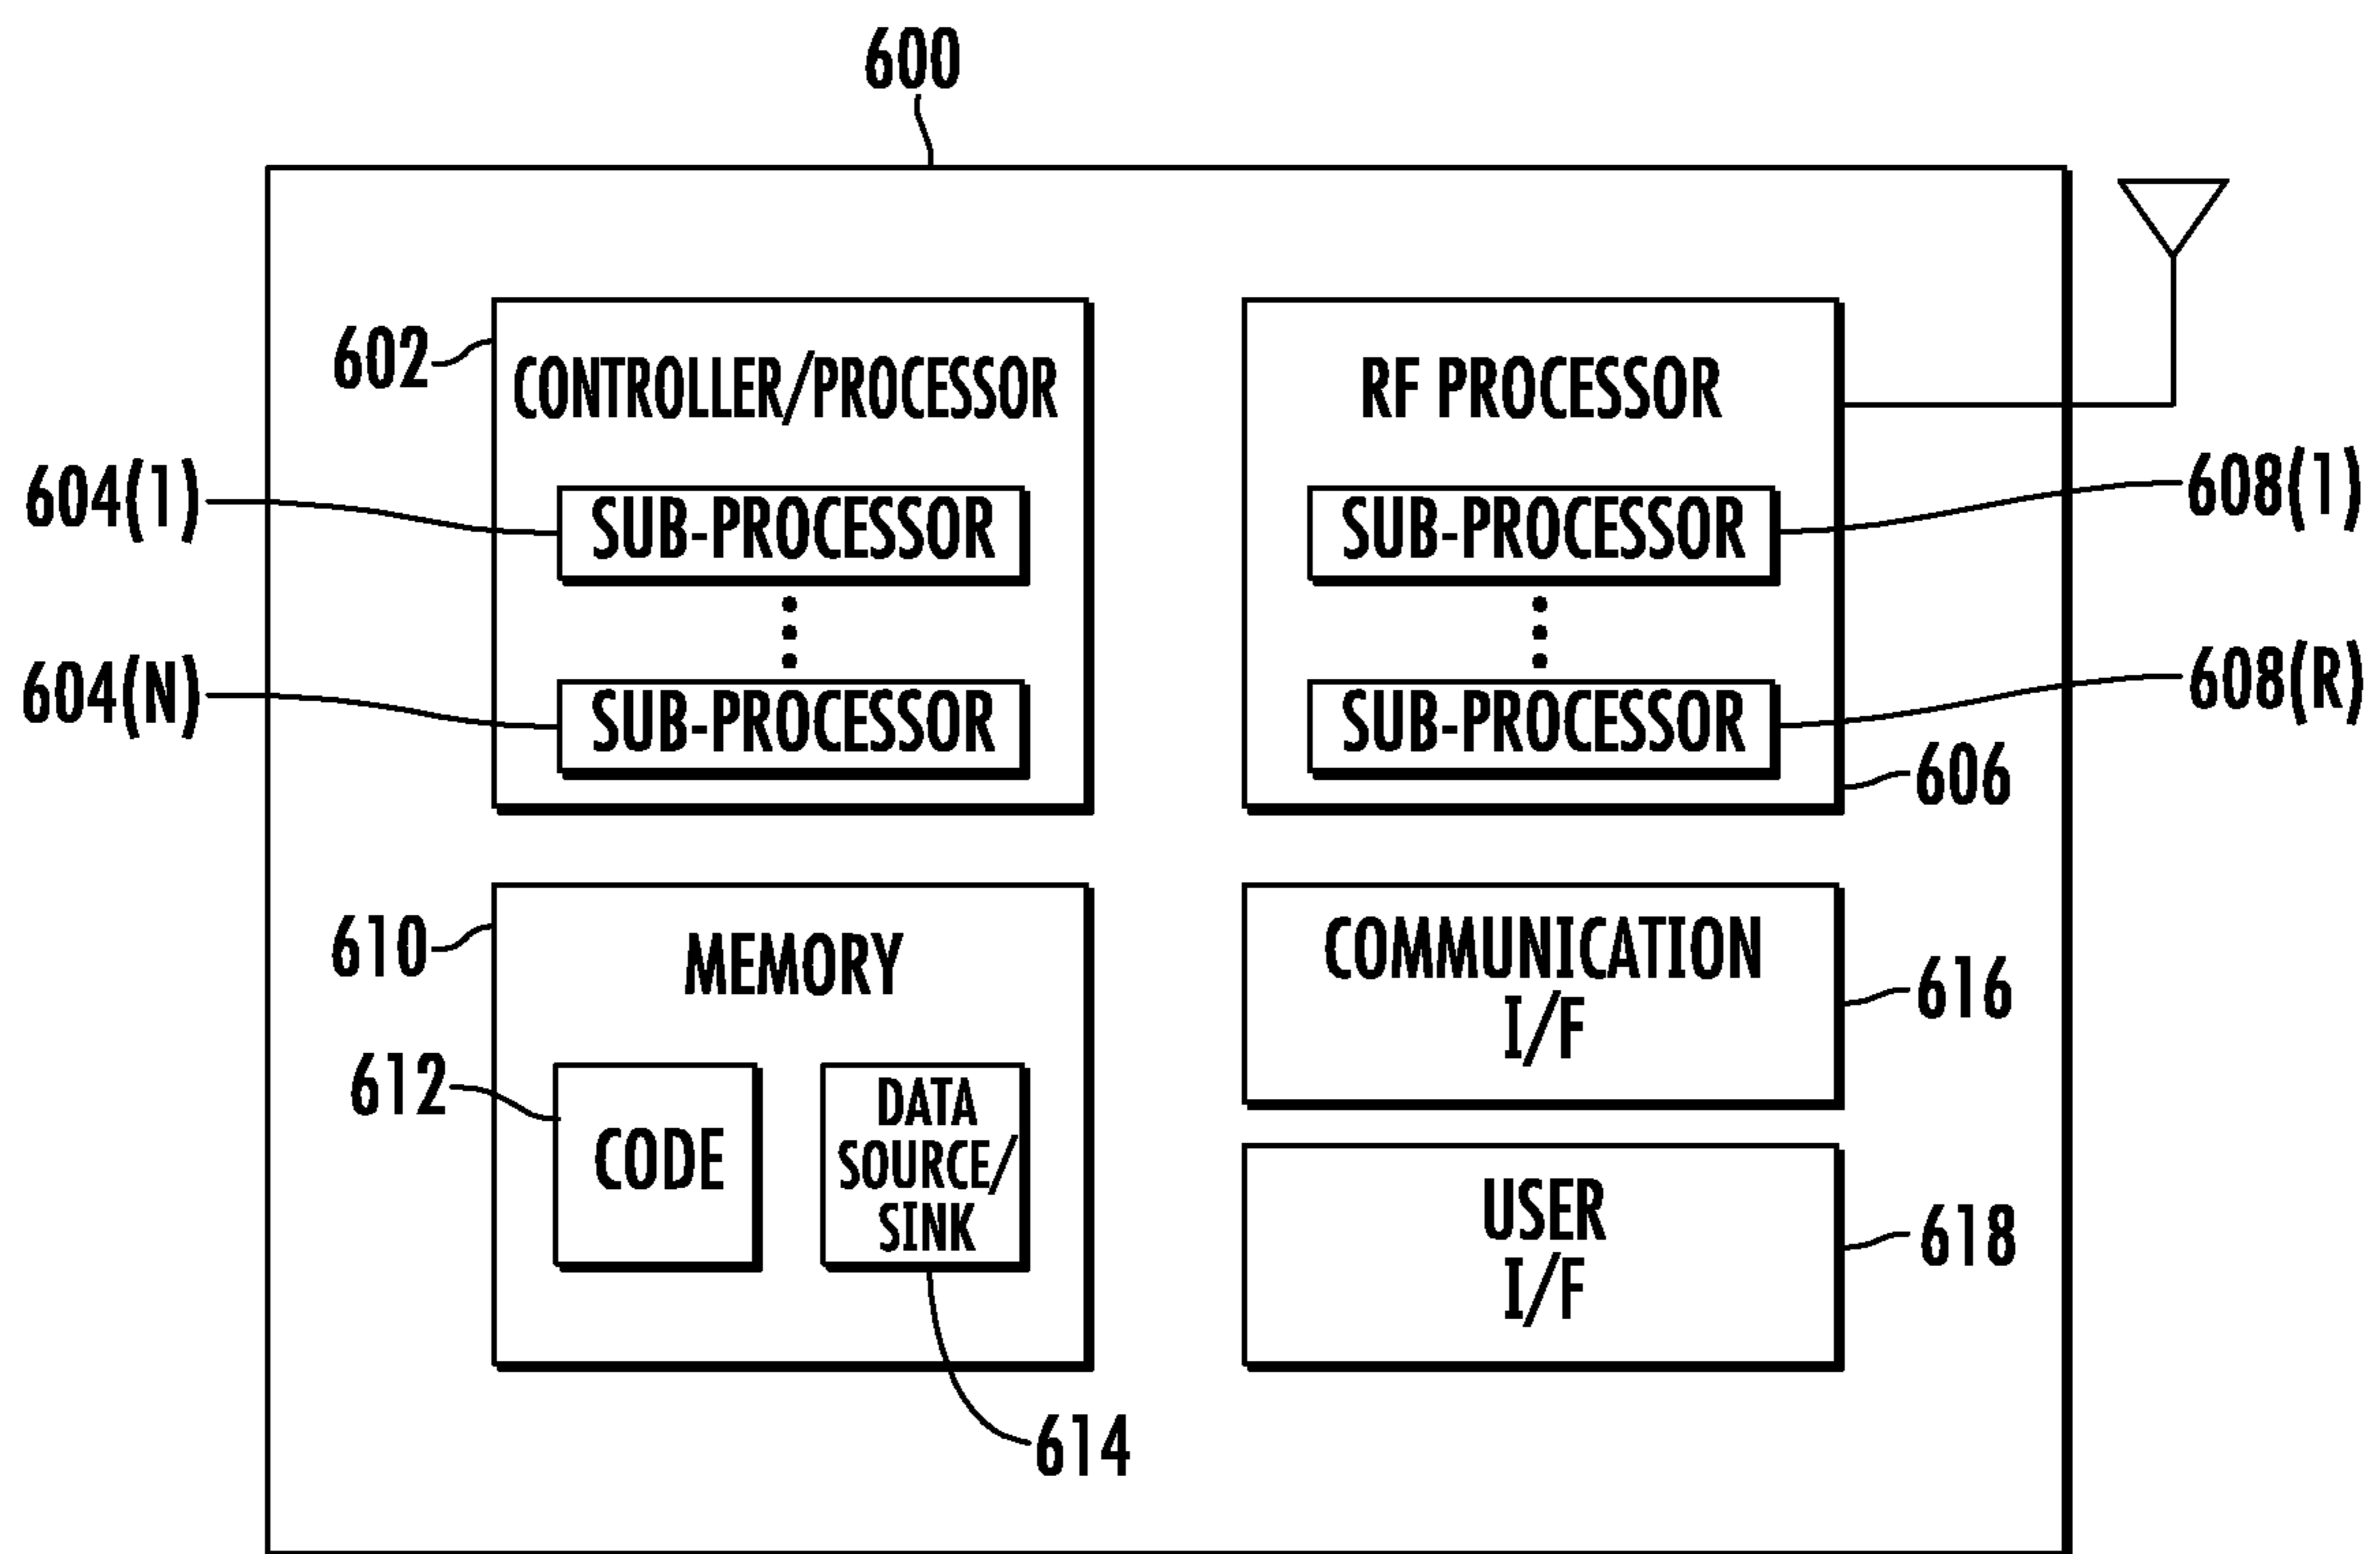 600
602
CONTROLLER/PROCESSOR
RF PROCESSOR
604(1)
SUB-PROCESSOR
SUB-PROCESSOR
608(1)
604(N)
SUB-PROCESSOR
SUB-PROCESSOR
608(R)
606
610
MEMORY
COMMUNICATION
I/F
616
612
CODE
DATA
SOURCE/
SINK
USER
I/F
618
614